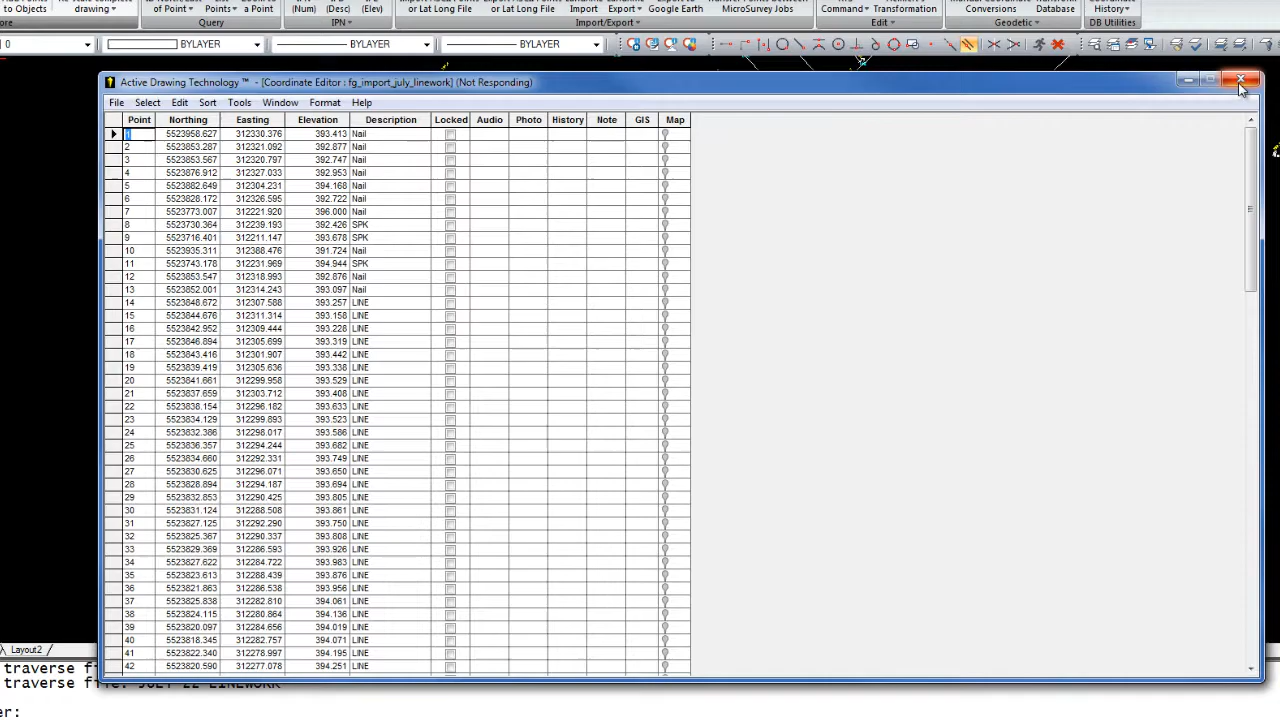 to Objects drawing of Point Points a Point (Num) (Desc) (Elev) Import Export Google Earth MicroSurvey Jobs Command Transformation Conversions Database History
Query IPN Import/Export Edit Geodetic DB Utilities
0 BYLAYER BYLAYER BYLAYER
Active Drawing Technology ™ - [Coordinate Editor : fg_import_july_linework] (Not Responding)
File Select Edit Sort Tools Window Format Help
Point Northing Easting Elevation Description Locked Audio Photo History Note GIS Map
1 5523958.627 312330.376 393.413 Nail
2 5523853.287 312321.092 392.877 Nail
3 5523853.567 312320.797 392.747 Nail
4 5523876.912 312327.033 392.953 Nail
5 5523882.649 312304.231 394.168 Nail
6 5523828.172 312326.595 392.722 Nail
7 5523773.007 312221.920 396.000 Nail
8 5523730.364 312239.193 392.426 SPK
9 5523716.401 312211.147 393.678 SPK
10 5523935.311 312388.476 391.724 Nail
11 5523743.178 312231.969 394.944 SPK
12 5523853.547 312318.993 392.876 Nail
13 5523852.001 312314.243 393.097 Nail
14 5523848.672 312307.588 393.257 LINE
15 5523844.676 312311.314 393.158 LINE
16 5523842.952 312309.444 393.228 LINE
17 5523846.894 312305.699 393.319 LINE
18 5523843.416 312301.907 393.442 LINE
19 5523839.419 312305.636 393.338 LINE
20 5523841.661 312299.958 393.529 LINE
21 5523837.659 312303.712 393.408 LINE
22 5523838.154 312296.182 393.633 LINE
23 5523834.129 312299.893 393.523 LINE
24 5523832.386 312298.017 393.586 LINE
25 5523836.357 312294.244 393.682 LINE
26 5523834.660 312292.331 393.749 LINE
27 5523830.625 312296.071 393.650 LINE
28 5523828.894 312294.187 393.694 LINE
29 5523832.853 312290.425 393.805 LINE
30 5523831.124 312288.508 393.861 LINE
31 5523827.125 312292.290 393.750 LINE
32 5523825.367 312290.337 393.808 LINE
33 5523829.369 312286.593 393.926 LINE
34 5523827.622 312284.722 393.983 LINE
35 5523823.613 312288.439 393.876 LINE
36 5523821.863 312286.538 393.956 LINE
37 5523825.838 312282.810 394.061 LINE
38 5523824.115 312280.864 394.136 LINE
39 5523820.097 312284.656 394.019 LINE
40 5523818.345 312282.757 394.071 LINE
41 5523822.340 312278.997 394.195 LINE
42 5523820.590 312277.078 394.251 LINE
Layout2
traverse
traverse file: JULY 22 LINEWORK